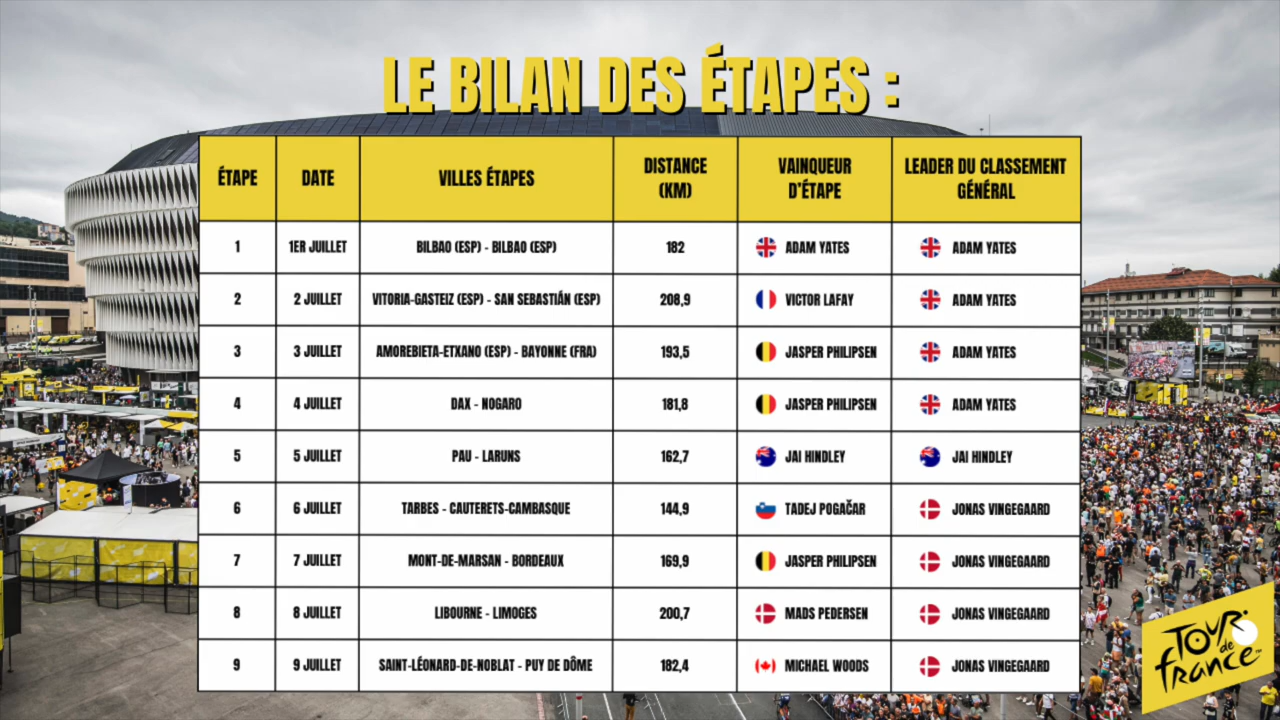 LE BILAN DES ÉTAPES :
ÉTAPE DATE VILLES ÉTAPES DISTANCE (KM) VAINQUEUR D'ÉTAPE LEADER DU CLASSEMENT GÉNÉRAL
1 1ER JUILLET BILBAO (ESP) - BILBAO (ESP) 182 ADAM YATES ADAM YATES
2 2 JUILLET VITORIA-GASTEIZ (ESP) - SAN SEBASTIÁN (ESP) 208,9 VICTOR LAFAY ADAM YATES
3 3 JUILLET AMOREBIETA-ETXANO (ESP) - BAYONNE (FRA) 193,5 JASPER PHILIPSEN ADAM YATES
4 4 JUILLET DAX - NOGARO 181,8 JASPER PHILIPSEN ADAM YATES
5 5 JUILLET PAU - LARUNS 162,7 JAI HINDLEY JAI HINDLEY
6 6 JUILLET TARBES - CAUTERETS-CAMBASQUE 144,9 TADEJ POGAČAR JONAS VINGEGAARD
7 7 JUILLET MONT-DE-MARSAN - BORDEAUX 169,9 JASPER PHILIPSEN JONAS VINGEGAARD
8 8 JUILLET LIBOURNE - LIMOGES 200,7 MADS PEDERSEN JONAS VINGEGAARD
9 9 JUILLET SAINT-LÉONARD-DE-NOBLAT - PUY DE DÔME 182,4 MICHAEL WOODS JONAS VINGEGAARD
TOUR
de
france™